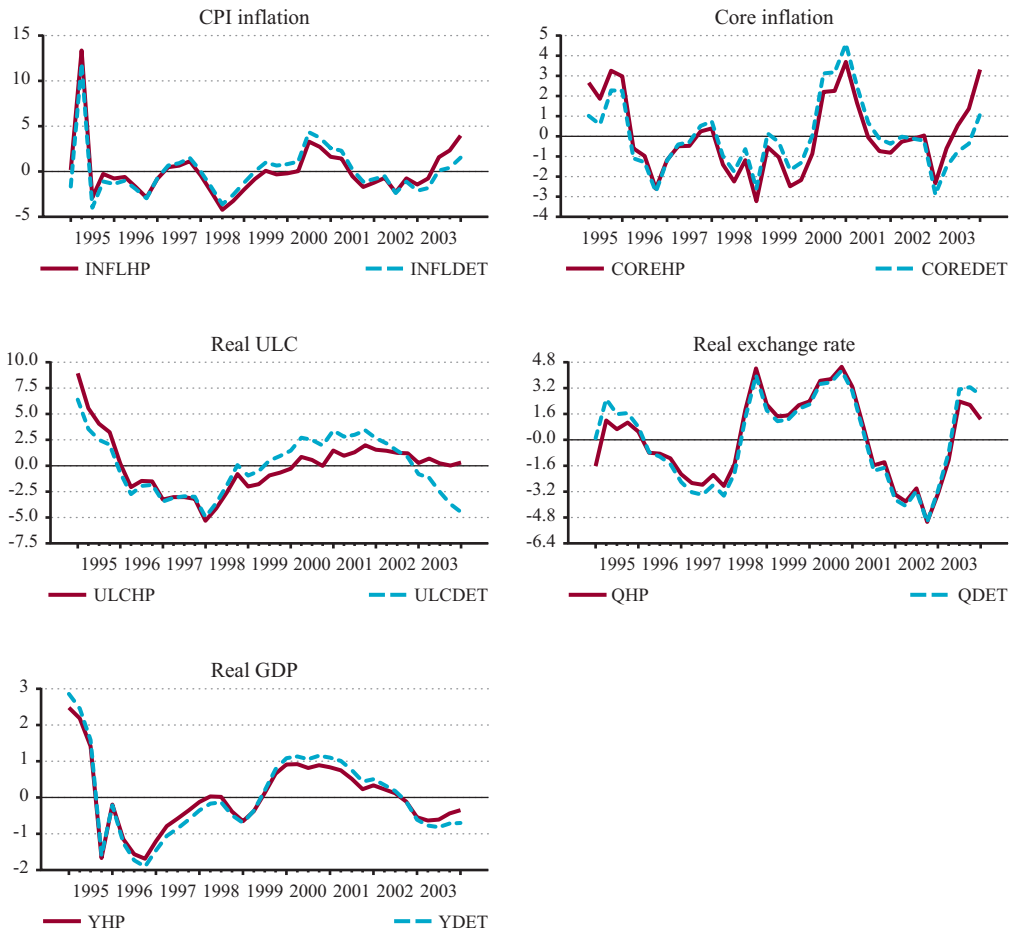 CPI inflation
15
10
5
0
-5
1995 1996 1997 1998 1999 2000 2001 2002 2003
INFLHP INFLDET
Core inflation
5
4
3
2
1
0
-1
-2
-3
-4
1995 1996 1997 1998 1999 2000 2001 2002 2003
COREHP COREDET
Real ULC
10.0
7.5
5.0
2.5
0.0
-2.5
-5.0
-7.5
1995 1996 1997 1998 1999 2000 2001 2002 2003
ULCHP ULCDET
Real exchange rate
4.8
3.2
1.6
-0.0
-1.6
-3.2
-4.8
-6.4
1995 1996 1997 1998 1999 2000 2001 2002 2003
QHP QDET
Real GDP
3
2
1
0
-1
-2
1995 1996 1997 1998 1999 2000 2001 2002 2003
YHP YDET